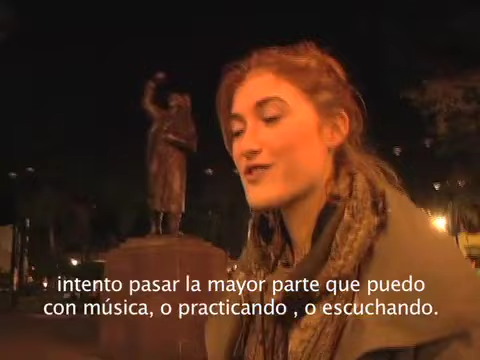 intento pasar la mayor parte que puedo
con música, o practicando , o escuchando.